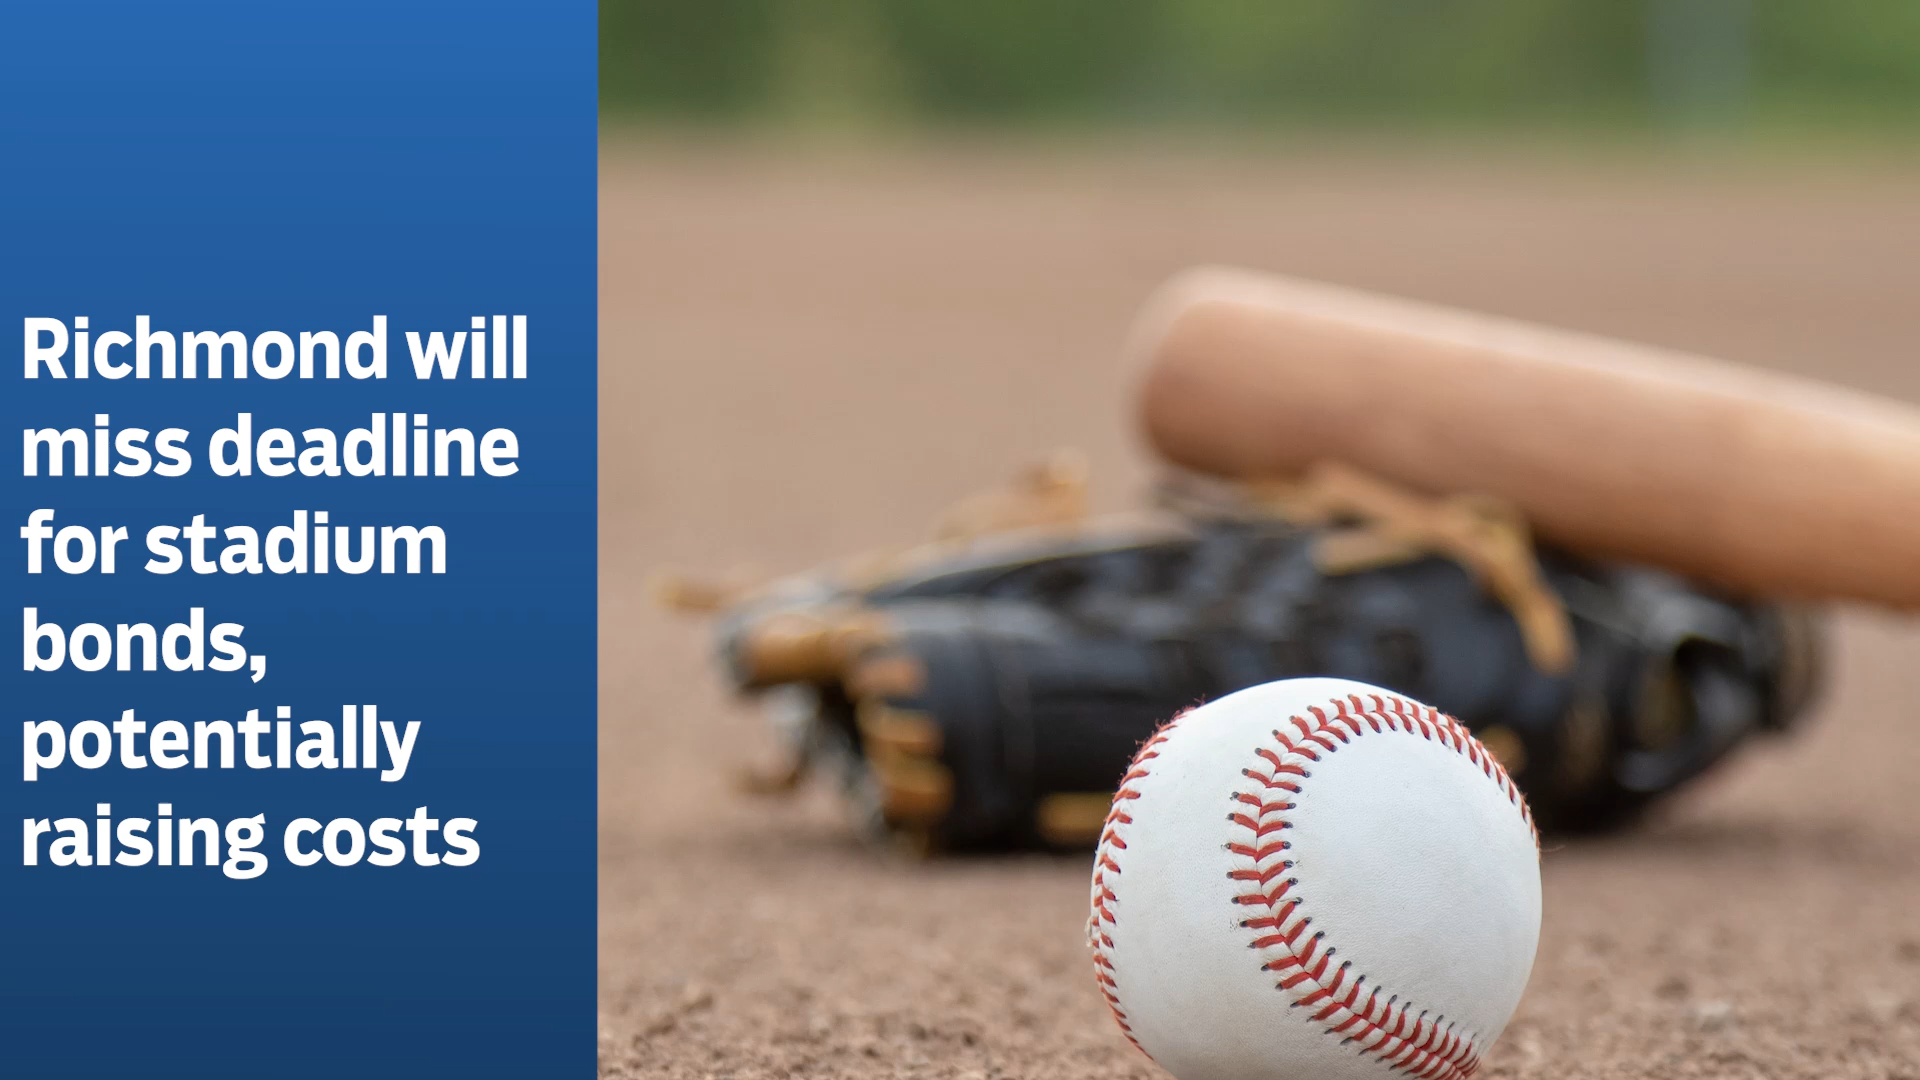 Richmond will
miss deadline
for stadium
bonds,
potentially
raising costs